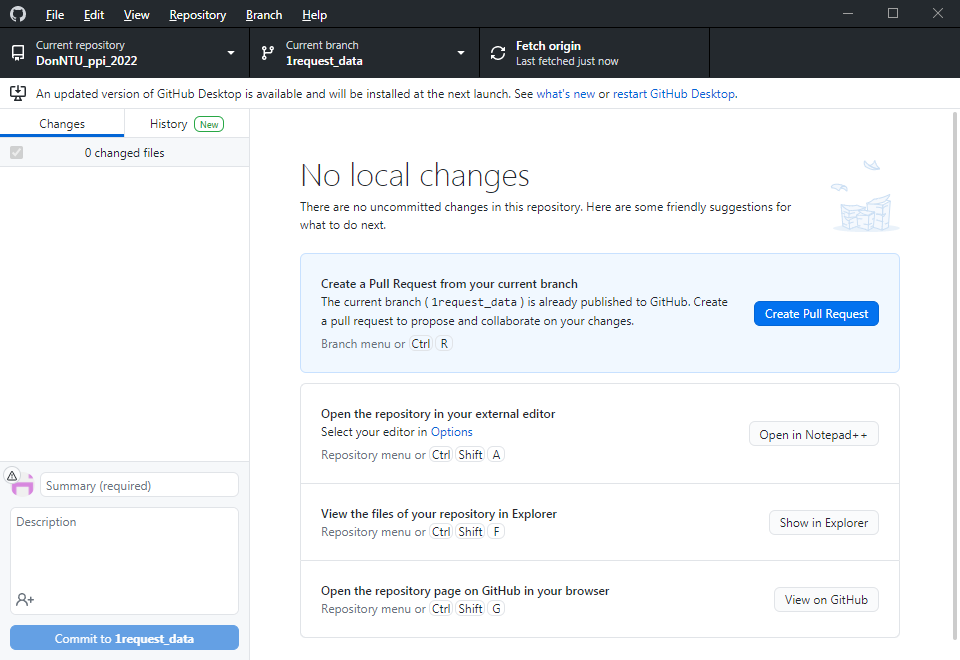 File Edit View Repository Branch Help
Current repository
DonNTU_ppi_2022
Current branch
1request_data
Fetch origin
Last fetched just now
An updated version of GitHub Desktop is available and will be installed at the next launch. See what's new or restart GitHub Desktop.
Changes
History New
0 changed files
No local changes
There are no uncommitted changes in this repository. Here are some friendly suggestions for
what to do next.
Create a Pull Request from your current branch
The current branch ( 1request_data ) is already published to GitHub. Create
a pull request to propose and collaborate on your changes.
Branch menu or Ctrl R
Create Pull Request
Open the repository in your external editor
Select your editor in Options
Repository menu or Ctrl Shift A
Open in Notepad++
View the files of your repository in Explorer
Repository menu or Ctrl Shift F
Show in Explorer
Open the repository page on GitHub in your browser
Repository menu or Ctrl Shift G
View on GitHub
Summary (required)
Description
Commit to 1request_data